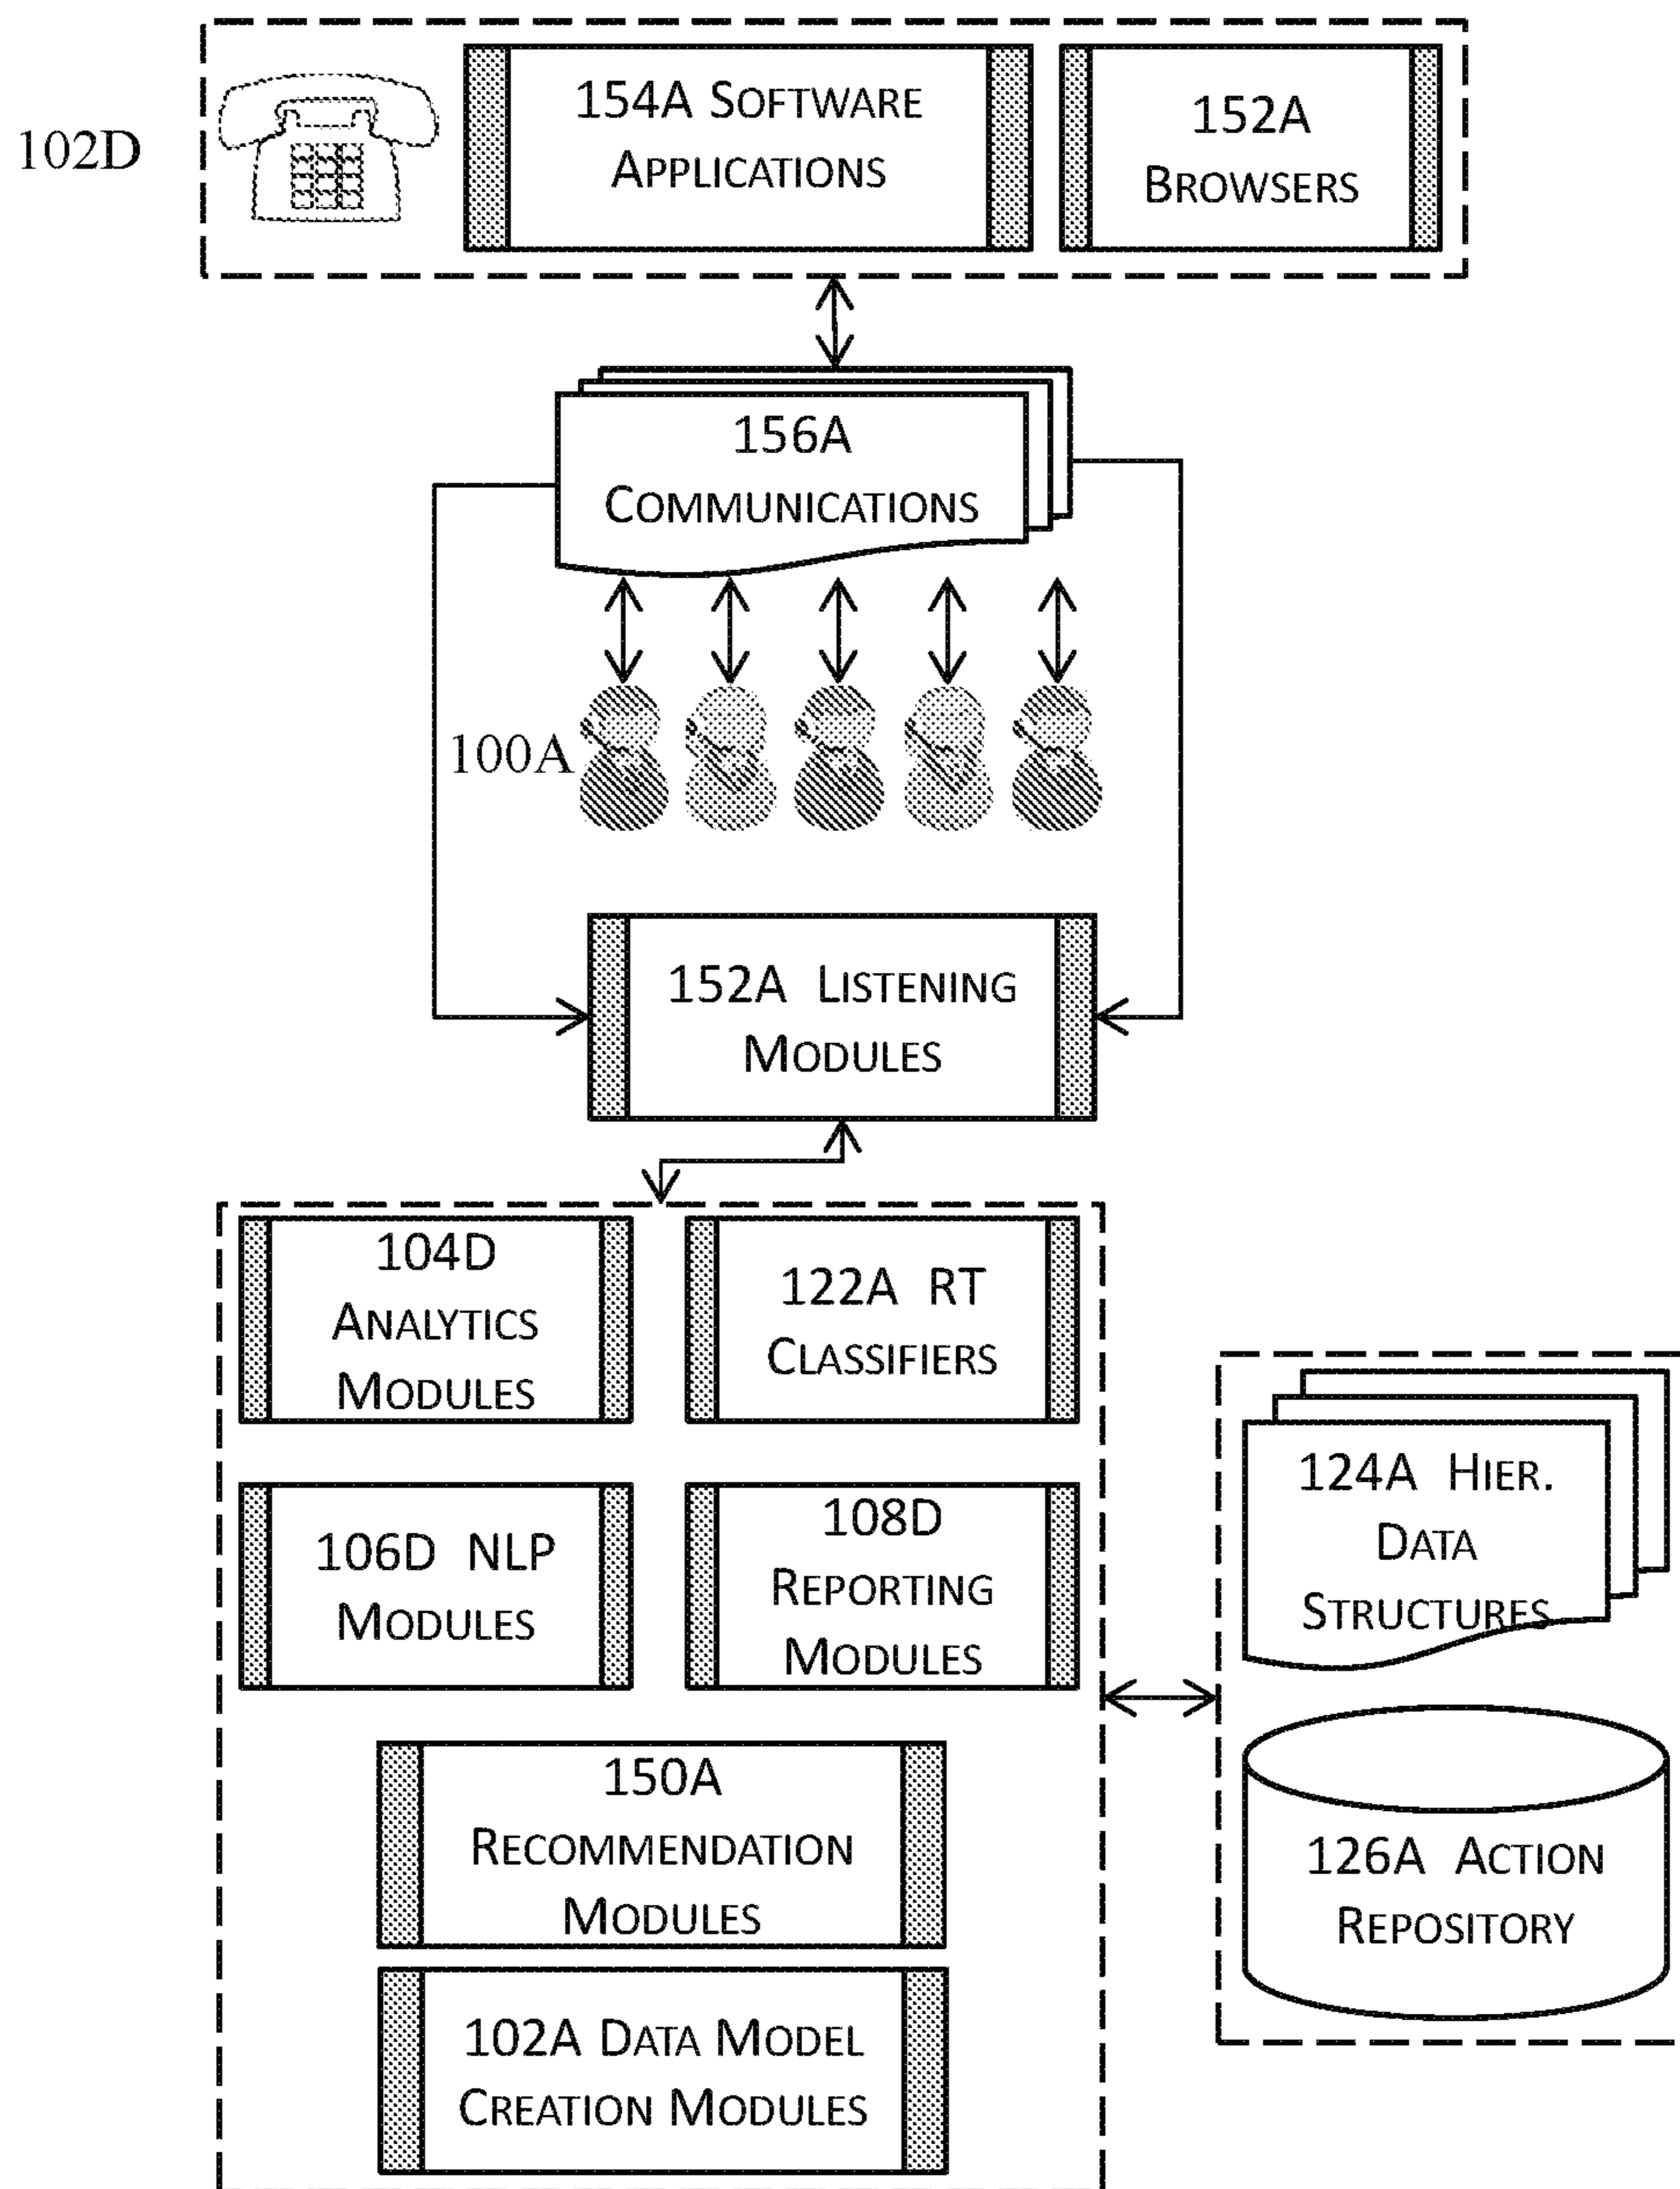 102D
154A SOFTWARE
APPLICATIONS
152A
BROWSERS
156A
COMMUNICATIONS
100A
152A LISTENING
MODULES
104D
ANALYTICS
MODULES
122A RT
CLASSIFIERS
106D NLP
MODULES
108D
REPORTING
MODULES
150A
RECOMMENDATION
MODULES
102A DATA MODEL
CREATION MODULES
124A HIER.
DATA
STRUCTURES
126A ACTION
REPOSITORY